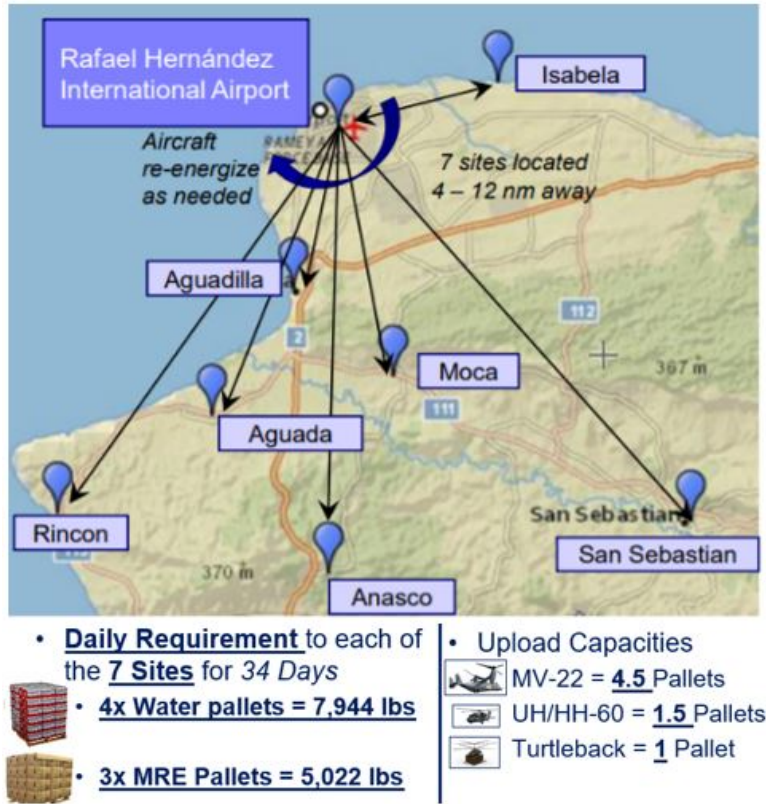 Rafael Hernández
International Airport
Isabela
Aircraft
re-energize
as needed
7 sites located
4 – 12 nm away
Aguadilla
112
2
Moca
367 m
111
Aguada
San Sebastian
Rincon
San Sebastian
370 m
Anasco
• Daily Requirement to each of
the 7 Sites for 34 Days
• 4x Water pallets = 7,944 lbs
• 3x MRE Pallets = 5,022 lbs
• Upload Capacities
MV-22 = 4.5 Pallets
UH/HH-60 = 1.5 Pallets
Turtleback = 1 Pallet